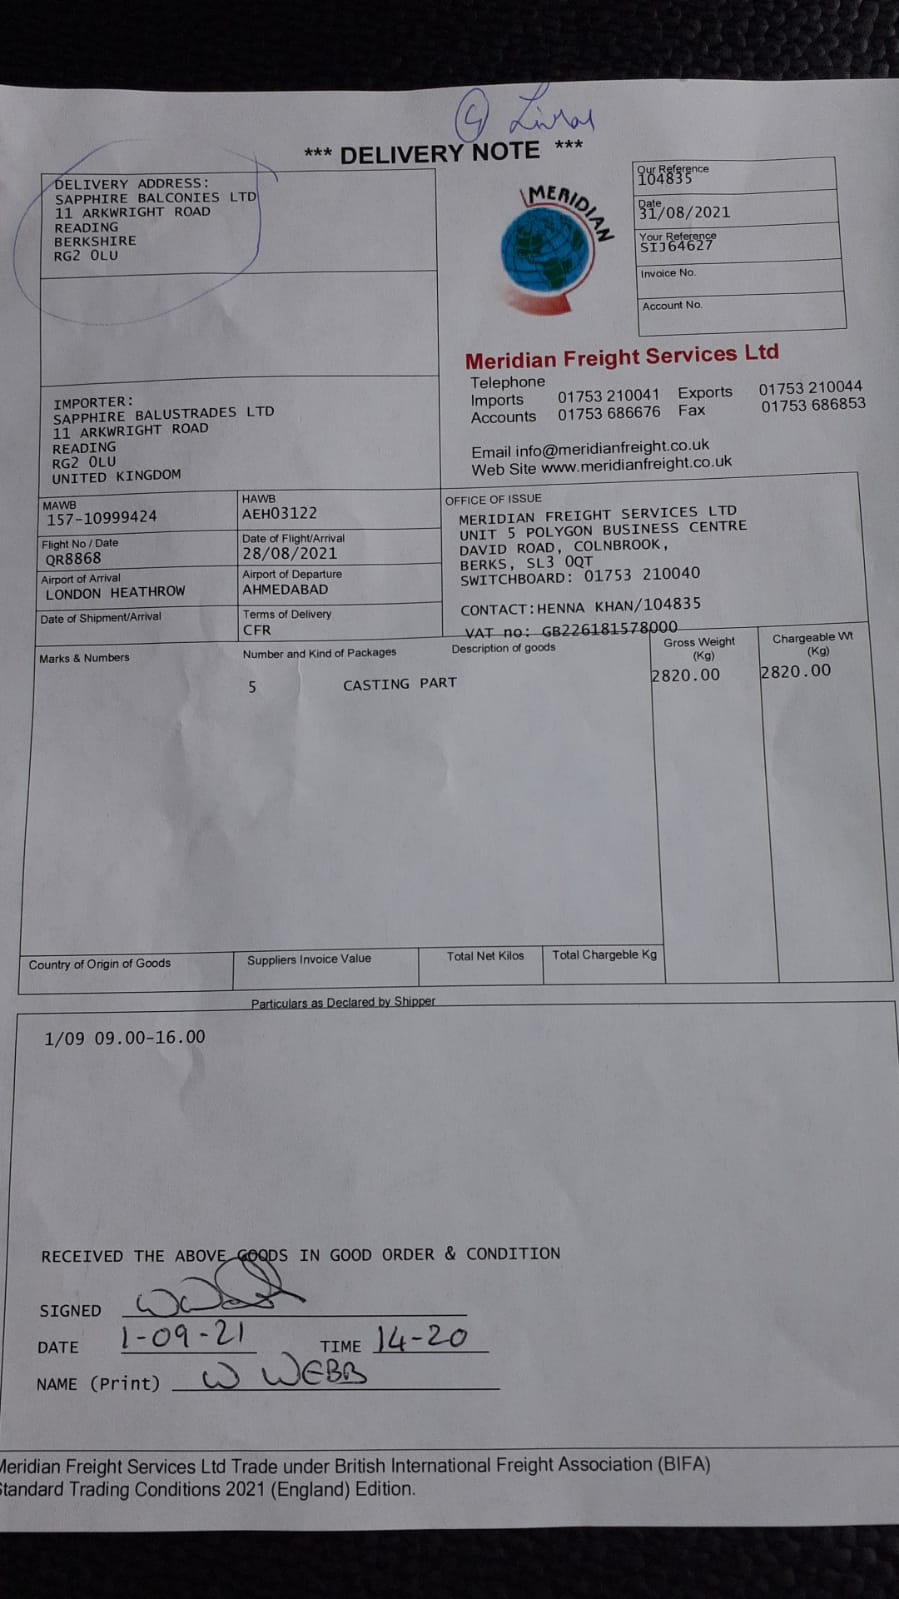 *** DELIVERY NOTE ***
DELIVERY ADDRESS:
SAPPHIRE BALCONIES LTD
11 ARKWRIGHT ROAD
READING
BERKSHIRE
RG2 0LU
MERIDIAN
Our Reference
104835
Date
31/08/2021
Your Reference
SIJ64627
Invoice No.
Account No.
Meridian Freight Services Ltd
Telephone
Imports 01753 210041 Exports 01753 210044
Accounts 01753 686676 Fax 01753 686853
Email info@meridianfreight.co.uk
Web Site www.meridianfreight.co.uk
IMPORTER:
SAPPHIRE BALUSTRADES LTD
11 ARKWRIGHT ROAD
READING
RG2 0LU
UNITED KINGDOM
MAWB
157-10999424
HAWB
AEH03122
Flight No / Date
QR8868
Date of Flight/Arrival
28/08/2021
Airport of Arrival
LONDON HEATHROW
Airport of Departure
AHMEDABAD
Date of Shipment/Arrival
Terms of Delivery
CFR
OFFICE OF ISSUE
MERIDIAN FREIGHT SERVICES LTD
UNIT 5 POLYGON BUSINESS CENTRE
DAVID ROAD, COLNBROOK,
BERKS, SL3 0QT
SWITCHBOARD: 01753 210040
CONTACT:HENNA KHAN/104835
VAT no: GB226181578000
Marks & Numbers
Number and Kind of Packages
Description of goods
Gross Weight
(Kg)
Chargeable Wt
(Kg)
5 CASTING PART 2820.00 2820.00
Country of Origin of Goods
Suppliers Invoice Value
Total Net Kilos
Total Chargeble Kg
Particulars as Declared by Shipper
1/09 09.00-16.00
RECEIVED THE ABOVE GOODS IN GOOD ORDER & CONDITION
SIGNED
DATE 1-09-21 TIME 14-20
NAME (Print) W WEBB
Meridian Freight Services Ltd Trade under British International Freight Association (BIFA)
Standard Trading Conditions 2021 (England) Edition.